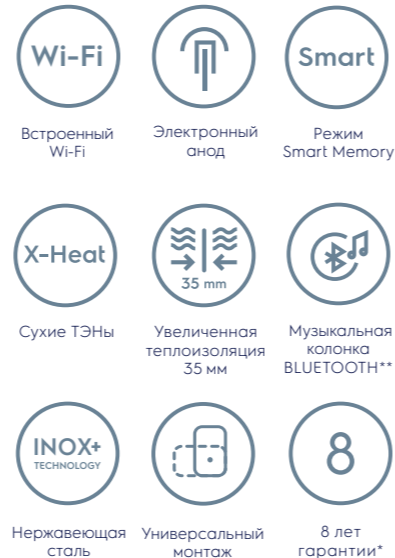 Wi-Fi
Встроенный
Wi-Fi
Электронный
анод
Smart
Режим
Smart Memory
X-Heat
Сухие ТЭНы
35 mm
Увеличенная
теплоизоляция
35 мм
Музыкальная
колонка
BLUETOOTH**
INOX+
TECHNOLOGY
Нержавеющая
сталь
Универсальный
монтаж
8
8 лет
гарантии*